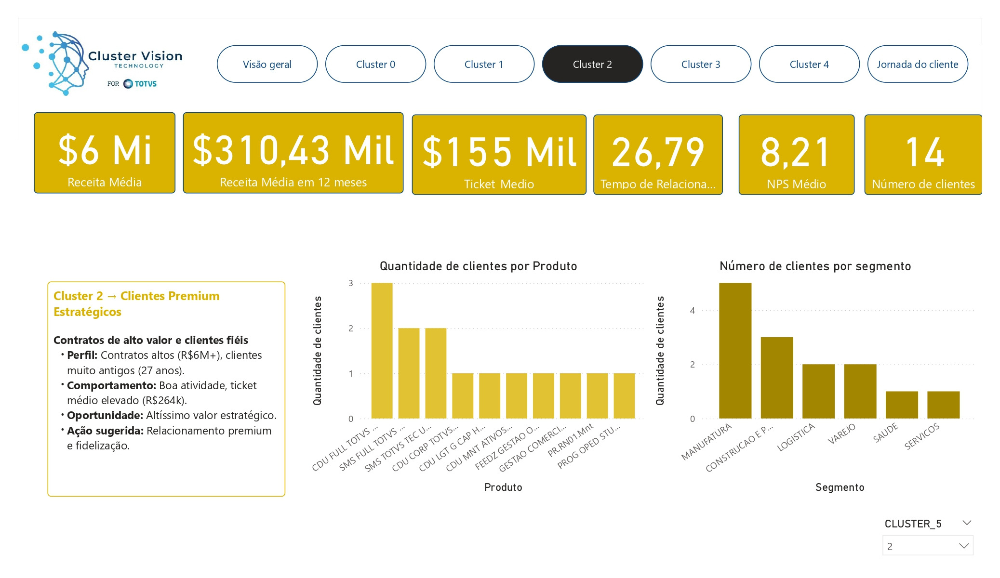 Cluster Vision
TECHNOLOGY
FOR TOTVS
Visão geral
Cluster 0
Cluster 1
Cluster 2
Cluster 3
Cluster 4
Jornada do cliente
$6 Mi
Receita Média
$310,43 Mil
Receita Média em 12 meses
$155 Mil
Ticket Medio
26,79
Tempo de Relaciona...
8,21
NPS Médio
14
Número de clientes
Cluster 2 → Clientes Premium
Estratégicos
Contratos de alto valor e clientes fiéis
• Perfil: Contratos altos (R$6M+), clientes
muito antigos (27 anos).
• Comportamento: Boa atividade, ticket
médio elevado (R$264k).
• Oportunidade: Altíssimo valor estratégico.
• Ação sugerida: Relacionamento premium
e fidelização.
Quantidade de clientes por Produto
Quantidade de clientes
3
2
1
0
CDU FULL TOTVS ...
SMS FULL TOTVS ...
SMS TOTVS TEC U...
CDU CORP TOTVS...
CDU LGT G CAP H...
CDU MNT ATIVOS...
FEEDZ GESTAO O...
GESTAO COMERCI...
PR.RN01.Mnt
PROG OPED STU...
Produto
Número de clientes por segmento
Quantidade de clientes
4
2
0
MANUFATURA
CONSTRUCAO E P...
LOGISTICA
VAREJO
SAUDE
SERVICOS
Segmento
CLUSTER_5
2